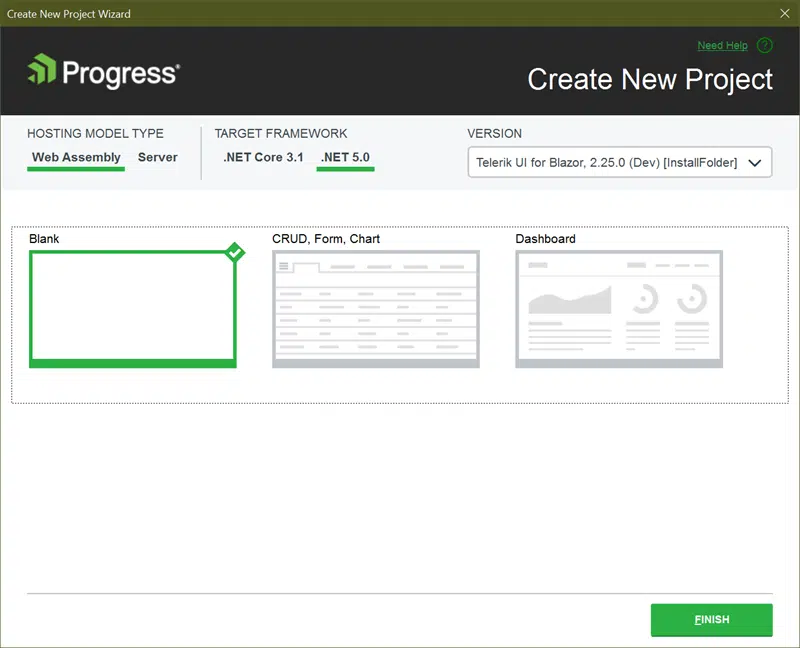 Create New Project Wizard
Need Help ?
Progress®
Create New Project
HOSTING MODEL TYPE
TARGET FRAMEWORK
VERSION
Web Assembly Server
.NET Core 3.1 .NET 5.0
Telerik UI for Blazor, 2.25.0 (Dev) [InstallFolder]
Blank
CRUD, Form, Chart
Dashboard
FINISH